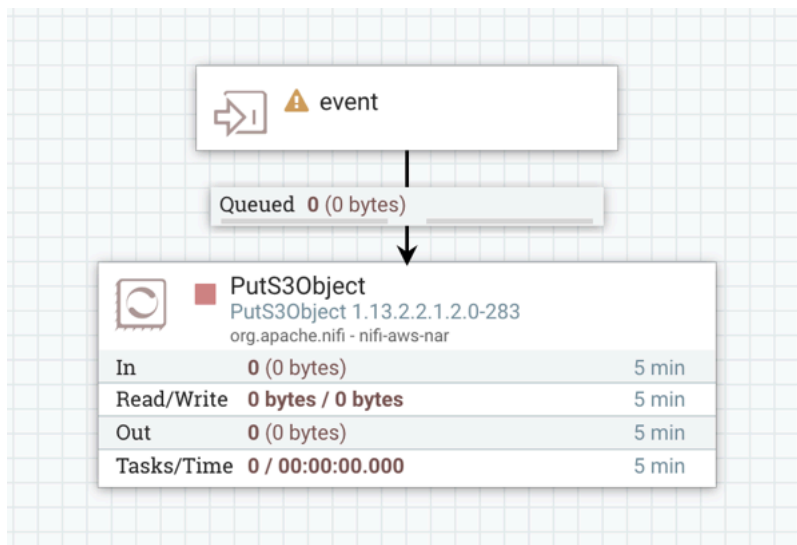 event
Queued 0 (0 bytes)
PutS3Object
PutS3Object 1.13.2.2.1.2.0-283
org.apache.nifi - nifi-aws-nar
In 0 (0 bytes) 5 min
Read/Write 0 bytes / 0 bytes 5 min
Out 0 (0 bytes) 5 min
Tasks/Time 0 / 00:00:00.000 5 min